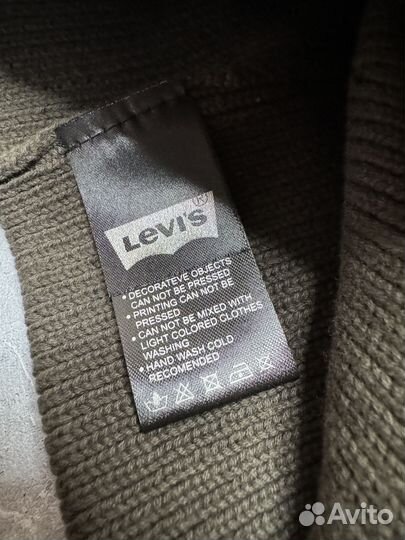 LEVI'S®
• DECORATEVE OBJECTS
CAN NOT BE PRESSED
• PRINTING CAN NOT BE
PRESSED
• CAN NOT BE MIXED WITH
LIGHT COLORED CLOTHES
WASHING
• HAND WASH COLD
RECOMENDED
Avito